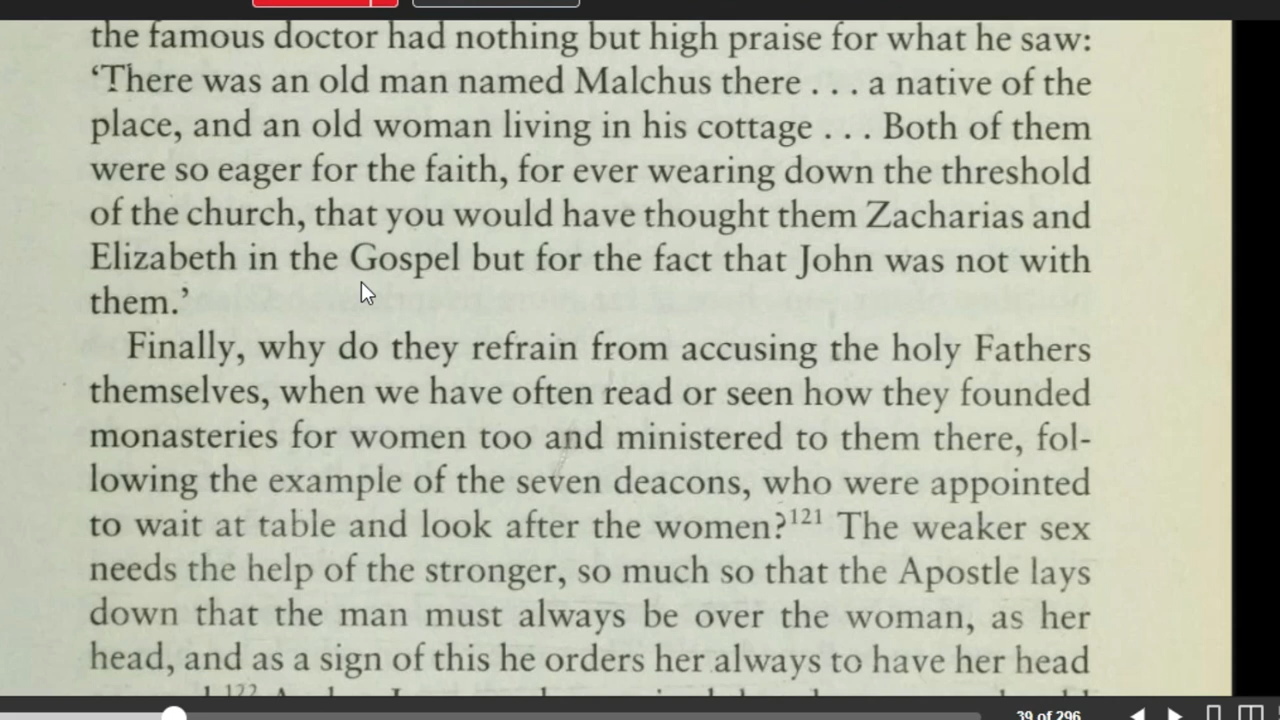 the famous doctor had nothing but high praise for what he saw:
‘There was an old man named Malchus there . . . a native of the
place, and an old woman living in his cottage . . . Both of them
were so eager for the faith, for ever wearing down the threshold
of the church, that you would have thought them Zacharias and
Elizabeth in the Gospel but for the fact that John was not with
them.’
Finally, why do they refrain from accusing the holy Fathers
themselves, when we have often read or seen how they founded
monasteries for women too and ministered to them there, fol-
lowing the example of the seven deacons, who were appointed
to wait at table and look after the women?121 The weaker sex
needs the help of the stronger, so much so that the Apostle lays
down that the man must always be over the woman, as her
head, and as a sign of this he orders her always to have her head
122
39 of 296